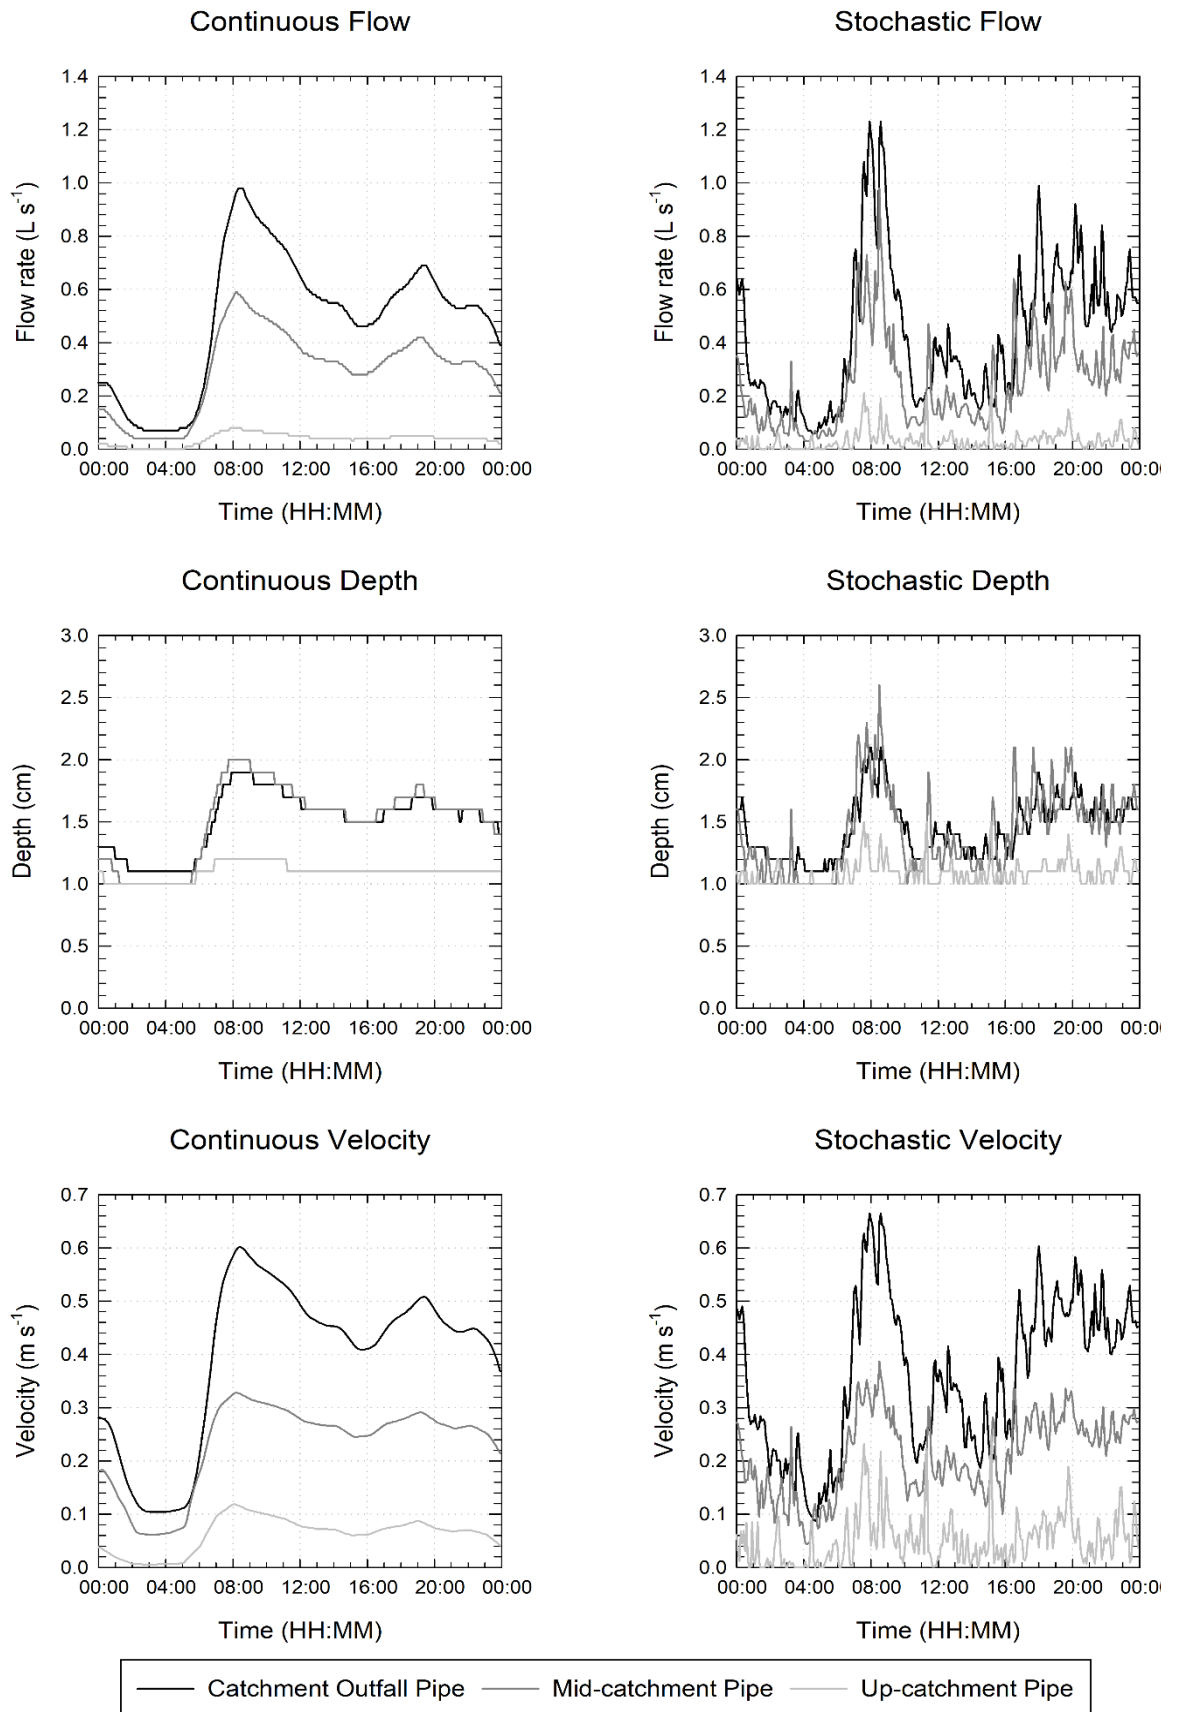 Continuous Flow
Stochastic Flow
1.4
1.2
1.0
0.8
0.6
0.4
0.2
0.0
Flow rate (L s-1)
00:00 04:00 08:00 12:00 16:00 20:00 00:00
Time (HH:MM)
1.4
1.2
1.0
0.8
0.6
0.4
0.2
0.0
Flow rate (L s-1)
00:00 04:00 08:00 12:00 16:00 20:00 00:0
Time (HH:MM)
Continuous Depth
Stochastic Depth
3.0
2.5
2.0
1.5
1.0
0.5
0.0
Depth (cm)
00:00 04:00 08:00 12:00 16:00 20:00 00:00
Time (HH:MM)
3.0
2.5
2.0
1.5
1.0
0.5
0.0
Depth (cm)
00:00 04:00 08:00 12:00 16:00 20:00 00:0
Time (HH:MM)
Continuous Velocity
Stochastic Velocity
0.7
0.6
0.5
0.4
0.3
0.2
0.1
0.0
Velocity (m s-1)
00:00 04:00 08:00 12:00 16:00 20:00 00:00
Time (HH:MM)
0.7
0.6
0.5
0.4
0.3
0.2
0.1
0.0
Velocity (m s-1)
00:00 04:00 08:00 12:00 16:00 20:00 00:0
Time (HH:MM)
Catchment Outfall Pipe Mid-catchment Pipe Up-catchment Pipe